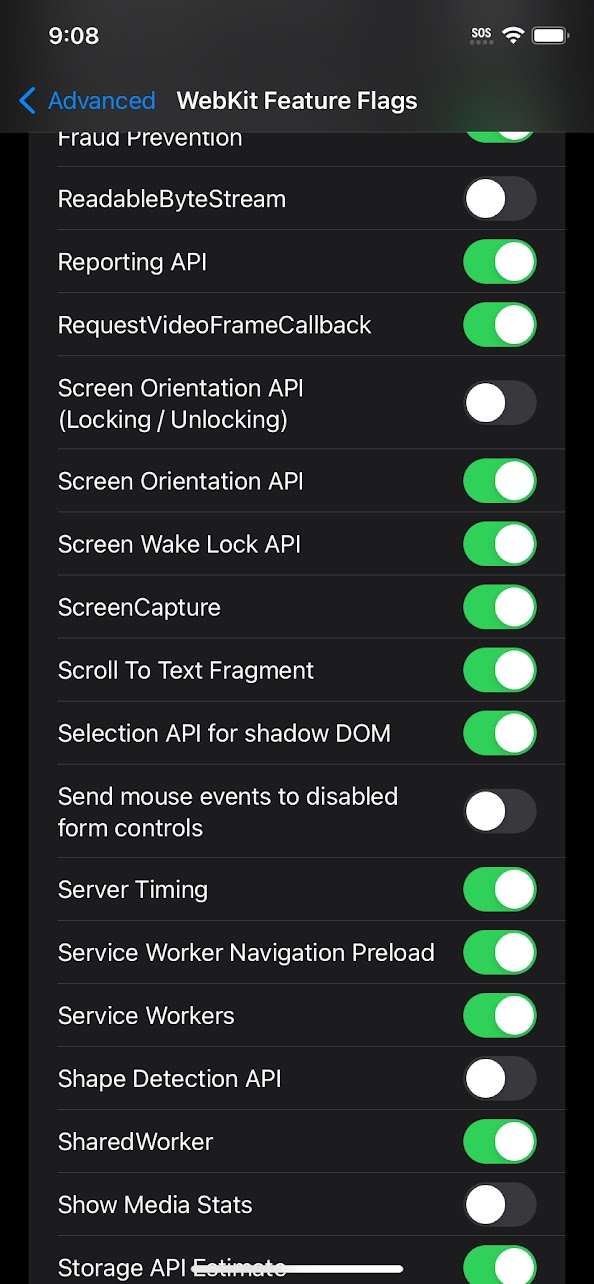 9:08
SOS
Advanced
WebKit Feature Flags
Fraud Prevention
ReadableByteStream
Reporting API
RequestVideoFrameCallback
Screen Orientation API
(Locking / Unlocking)
Screen Orientation API
Screen Wake Lock API
ScreenCapture
Scroll To Text Fragment
Selection API for shadow DOM
Send mouse events to disabled
form controls
Server Timing
Service Worker Navigation Preload
Service Workers
Shape Detection API
SharedWorker
Show Media Stats
Storage API Estimate